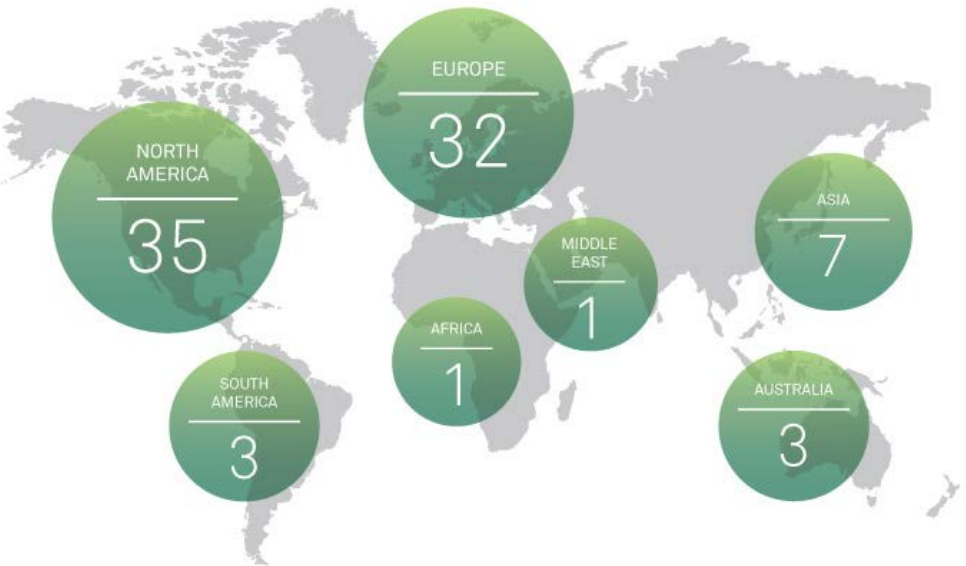 EUROPE
32
NORTH
AMERICA
35
ASIA
7
MIDDLE
EAST
1
AFRICA
1
SOUTH
AMERICA
3
AUSTRALIA
3